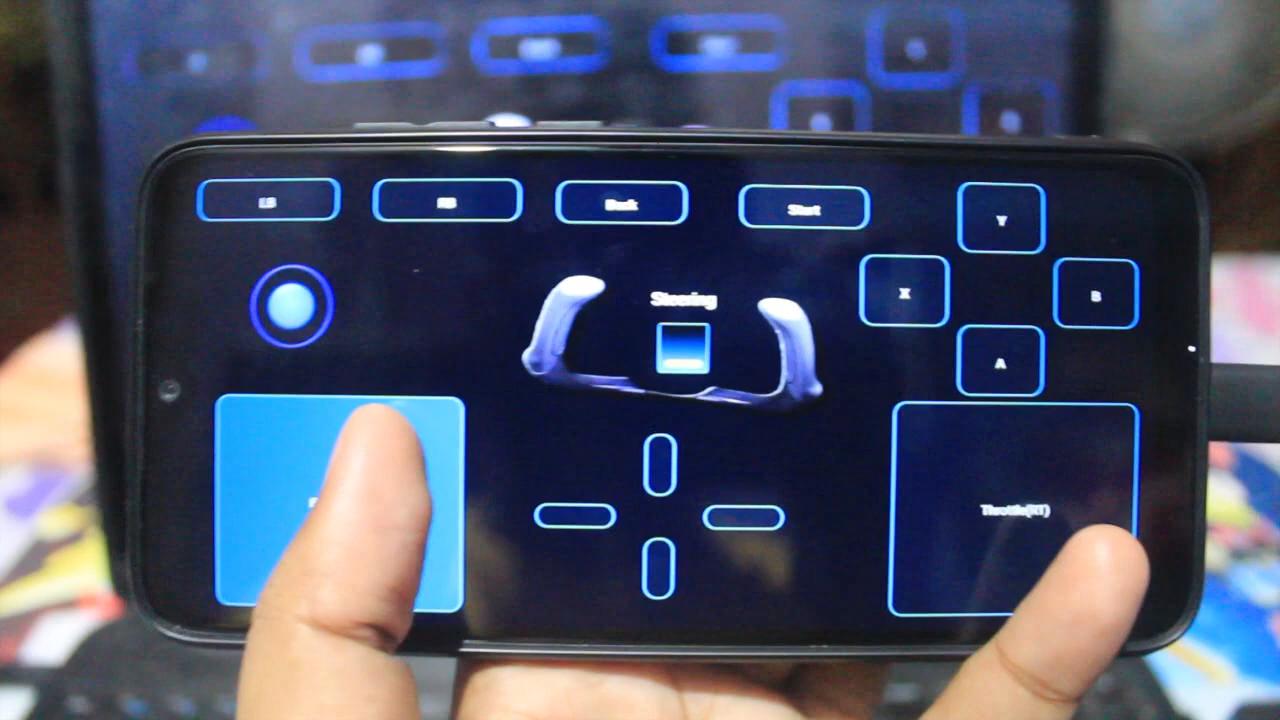 LB
RB
Back
Start
Y
Steering
X
B
A
Throttle(RT)